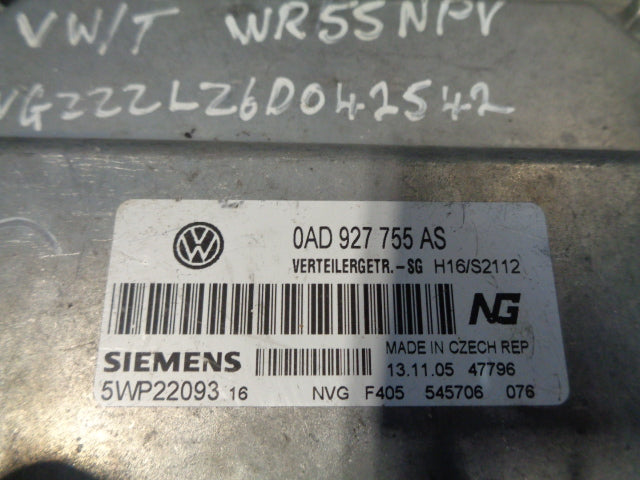 VW/T WR55NPV
VGZZZLZ6D042542
0AD 927 755 AS
VERTEILERGETR.-SG H16/S2112
NG
MADE IN CZECH REP
SIEMENS 13.11.05 47796
5WP22093 16 NVG F405 545706 076